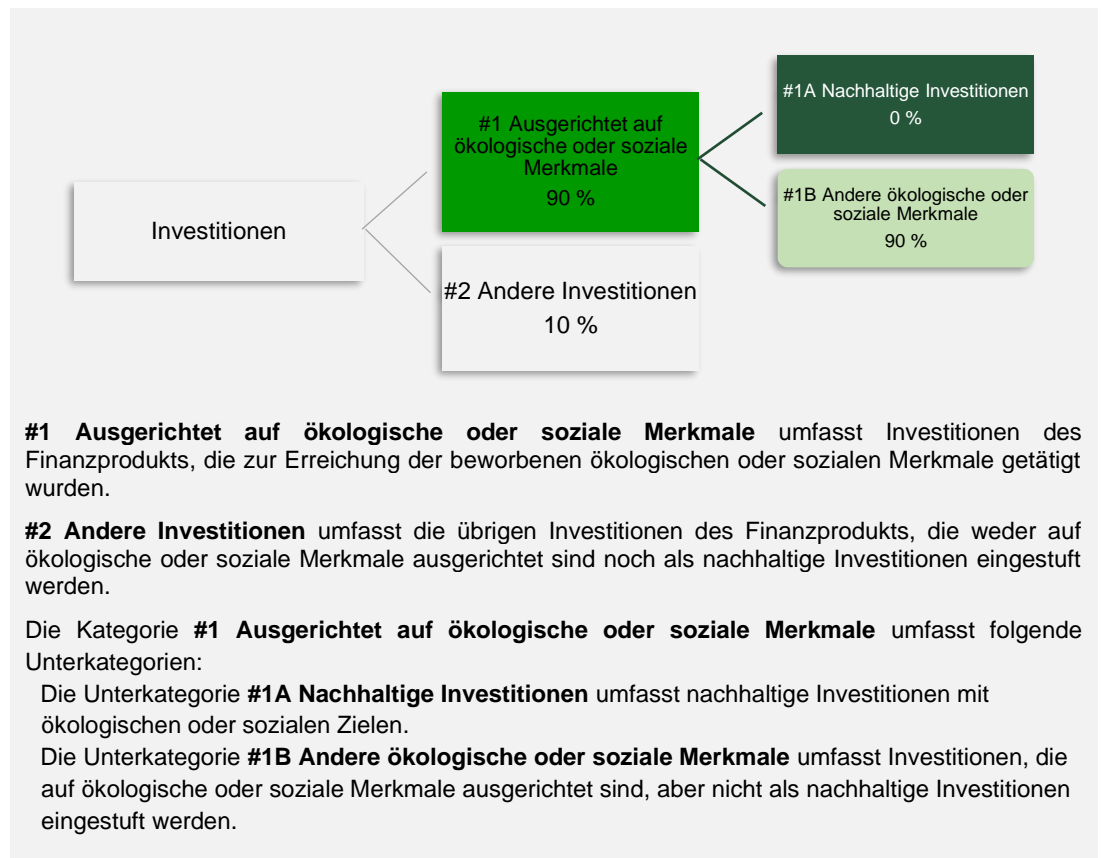 #1A Nachhaltige Investitionen
0 %
#1 Ausgerichtet auf
ökologische oder soziale
Merkmale
90 %
#1B Andere ökologische oder
soziale Merkmale
90 %
Investitionen
#2 Andere Investitionen
10 %
#1 Ausgerichtet auf ökologische oder soziale Merkmale umfasst Investitionen des
Finanzprodukts, die zur Erreichung der beworbenen ökologischen oder sozialen Merkmale getätigt
wurden.
#2 Andere Investitionen umfasst die übrigen Investitionen des Finanzprodukts, die weder auf
ökologische oder soziale Merkmale ausgerichtet sind noch als nachhaltige Investitionen eingestuft
werden.
Die Kategorie #1 Ausgerichtet auf ökologische oder soziale Merkmale umfasst folgende
Unterkategorien:
Die Unterkategorie #1A Nachhaltige Investitionen umfasst nachhaltige Investitionen mit
ökologischen oder sozialen Zielen.
Die Unterkategorie #1B Andere ökologische oder soziale Merkmale umfasst Investitionen, die
auf ökologische oder soziale Merkmale ausgerichtet sind, aber nicht als nachhaltige Investitionen
eingestuft werden.